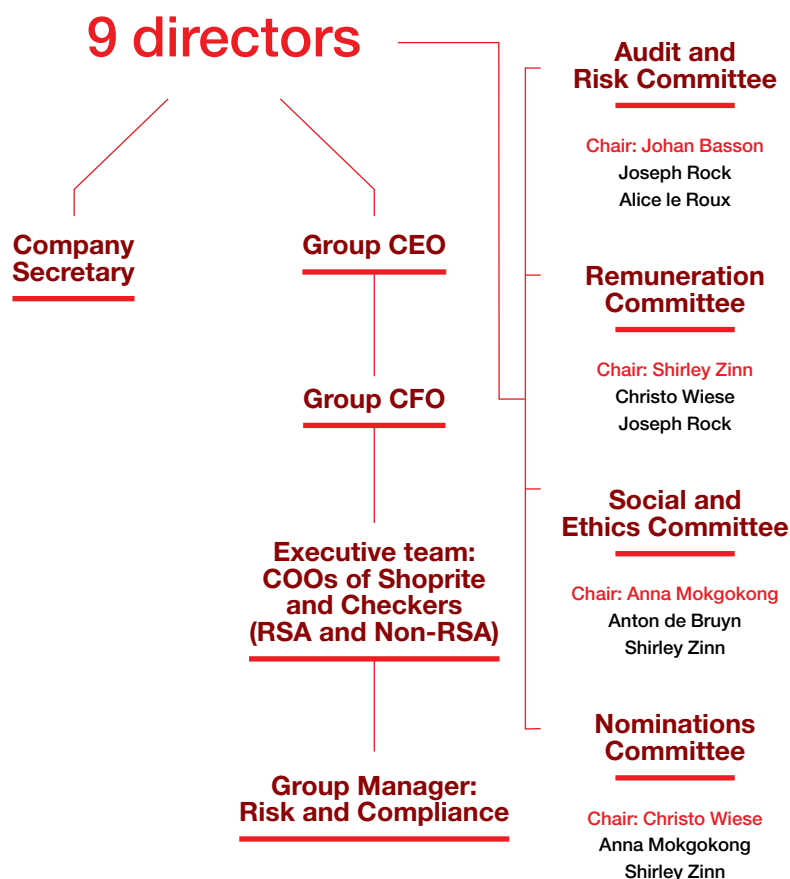 9 directors
Company
Secretary
Group CEO
Group CFO
Executive team:
COOs of Shoprite
and Checkers
(RSA and Non-RSA)
Group Manager:
Risk and Compliance
Audit and
Risk Committee
Chair: Johan Basson
Joseph Rock
Alice le Roux
Remuneration
Committee
Chair: Shirley Zinn
Christo Wiese
Joseph Rock
Social and
Ethics Committee
Chair: Anna Mokgokong
Anton de Bruyn
Shirley Zinn
Nominations
Committee
Chair: Christo Wiese
Anna Mokgokong
Shirley Zinn